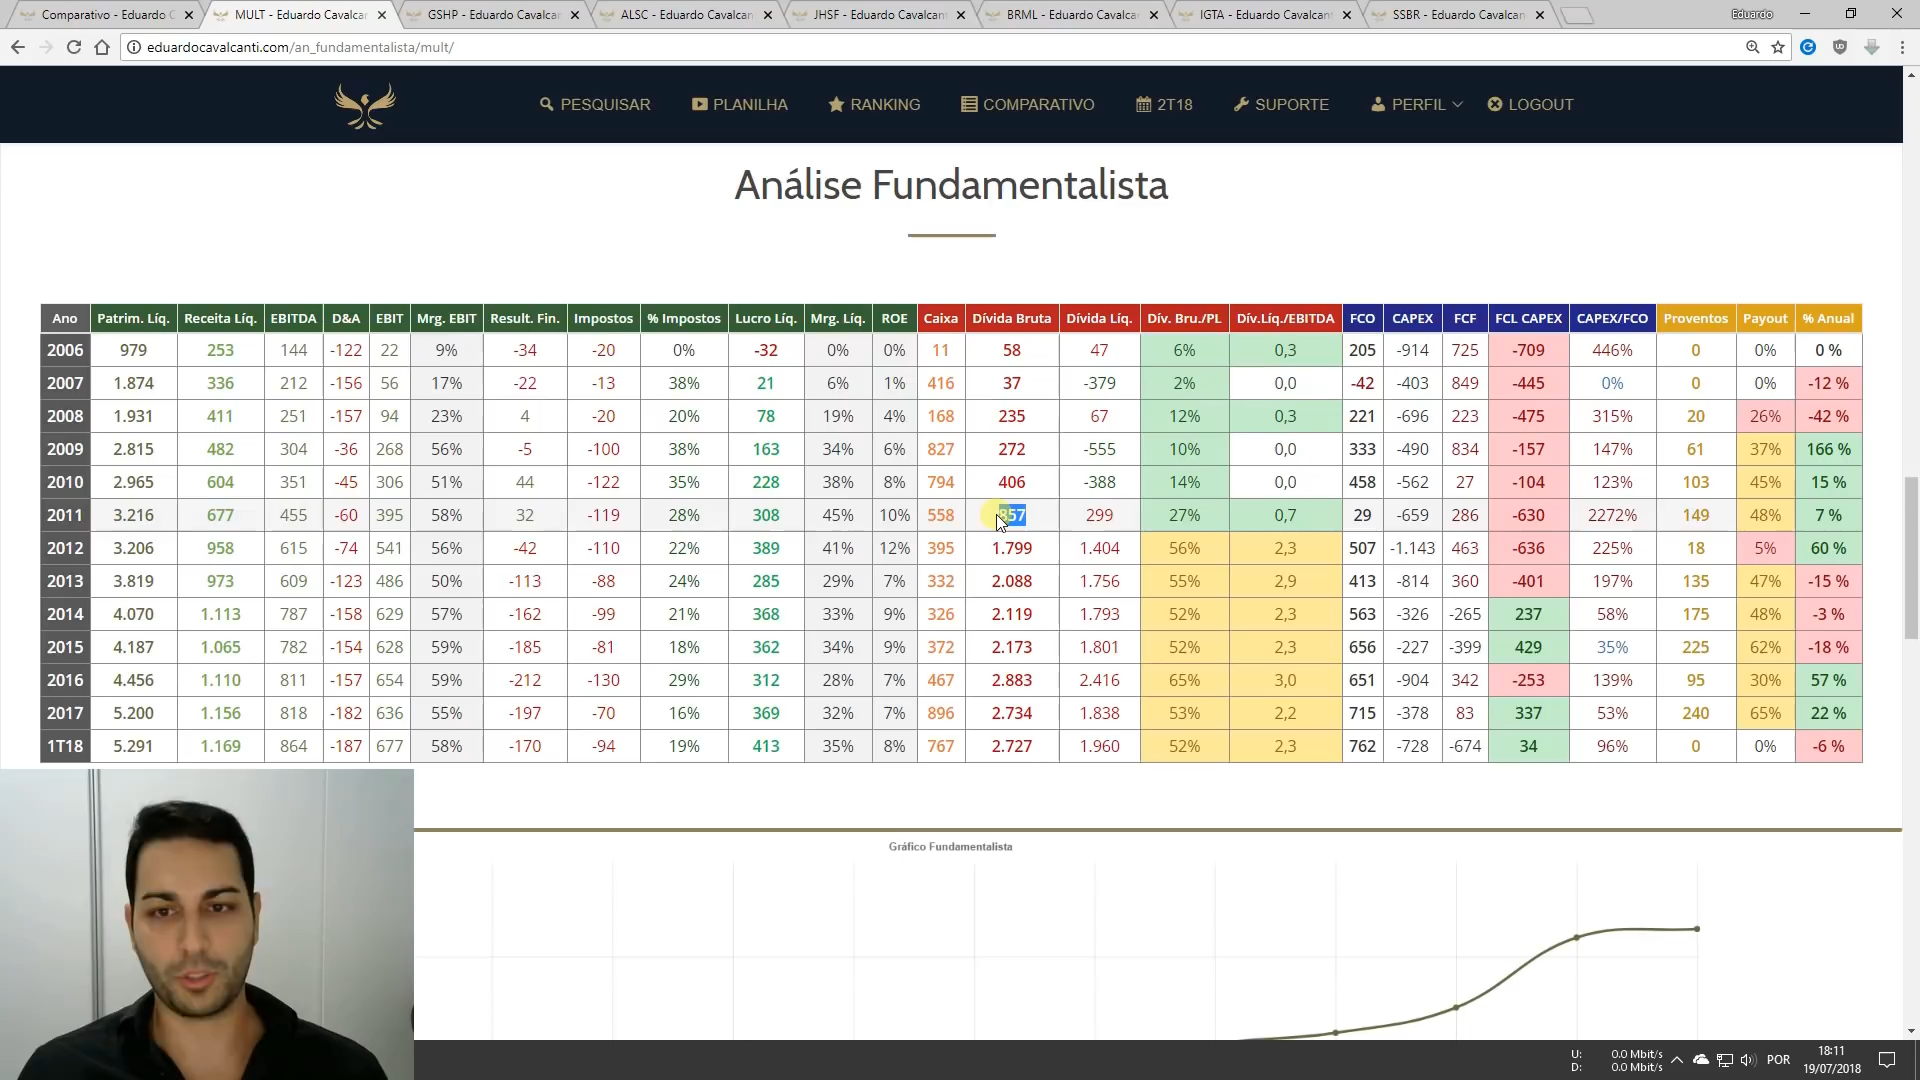 Comparativo - Eduardo C
MULT - Eduardo Cavalcan
GSHP - Eduardo Cavalcan
ALSC - Eduardo Cavalcan
JHSF - Eduardo Cavalcan
BRML - Eduardo Cavalcan
IGTA - Eduardo Cavalcan
SSBR - Eduardo Cavalcan
Eduardo
eduardocavalcanti.com/an_fundamentalista/mult/
PESQUISAR PLANILHA RANKING COMPARATIVO 2T18 SUPORTE PERFIL LOGOUT
Análise Fundamentalista
Ano Patrim. Líq. Receita Líq. EBITDA D&A EBIT Mrg. EBIT Result. Fin. Impostos % Impostos Lucro Líq. Mrg. Líq. ROE Caixa Dívida Bruta Dívida Líq. Dív. Bru./PL Dív.Líq./EBITDA FCO CAPEX FCF FCL CAPEX CAPEX/FCO Proventos Payout % Anual
2006 979 253 144 -122 22 9% -34 -20 0% -32 0% 0% 11 58 47 6% 0,3 205 -914 725 -709 446% 0 0% 0 %
2007 1.874 336 212 -156 56 17% -22 -13 38% 21 6% 1% 416 37 -379 2% 0,0 -42 -403 849 -445 0% 0 0% -12 %
2008 1.931 411 251 -157 94 23% 4 -20 20% 78 19% 4% 168 235 67 12% 0,3 221 -696 223 -475 315% 20 26% -42 %
2009 2.815 482 304 -36 268 56% -5 -100 38% 163 34% 6% 827 272 -555 10% 0,0 333 -490 834 -157 147% 61 37% 166 %
2010 2.965 604 351 -45 306 51% 44 -122 35% 228 38% 8% 794 406 -388 14% 0,0 458 -562 27 -104 123% 103 45% 15 %
2011 3.216 677 455 -60 395 58% 32 -119 28% 308 45% 10% 558 857 299 27% 0,7 29 -659 286 -630 2272% 149 48% 7 %
2012 3.206 958 615 -74 541 56% -42 -110 22% 389 41% 12% 395 1.799 1.404 56% 2,3 507 -1.143 463 -636 225% 18 5% 60 %
2013 3.819 973 609 -123 486 50% -113 -88 24% 285 29% 7% 332 2.088 1.756 55% 2,9 413 -814 360 -401 197% 135 47% -15 %
2014 4.070 1.113 787 -158 629 57% -162 -99 21% 368 33% 9% 326 2.119 1.793 52% 2,3 563 -326 -265 237 58% 175 48% -3 %
2015 4.187 1.065 782 -154 628 59% -185 -81 18% 362 34% 9% 372 2.173 1.801 52% 2,3 656 -227 -399 429 35% 225 62% -18 %
2016 4.456 1.110 811 -157 654 59% -212 -130 29% 312 28% 7% 467 2.883 2.416 65% 3,0 651 -904 342 -253 139% 95 30% 57 %
2017 5.200 1.156 818 -182 636 55% -197 -70 16% 369 32% 7% 896 2.734 1.838 53% 2,2 715 -378 83 337 53% 240 65% 22 %
1T18 5.291 1.169 864 -187 677 58% -170 -94 19% 413 35% 8% 767 2.727 1.960 52% 2,3 762 -728 -674 34 96% 0 0% -6 %
Gráfico Fundamentalista
U: 0.0 Mbit/s
D: 0.0 Mbit/s
POR
18:11
19/07/2018